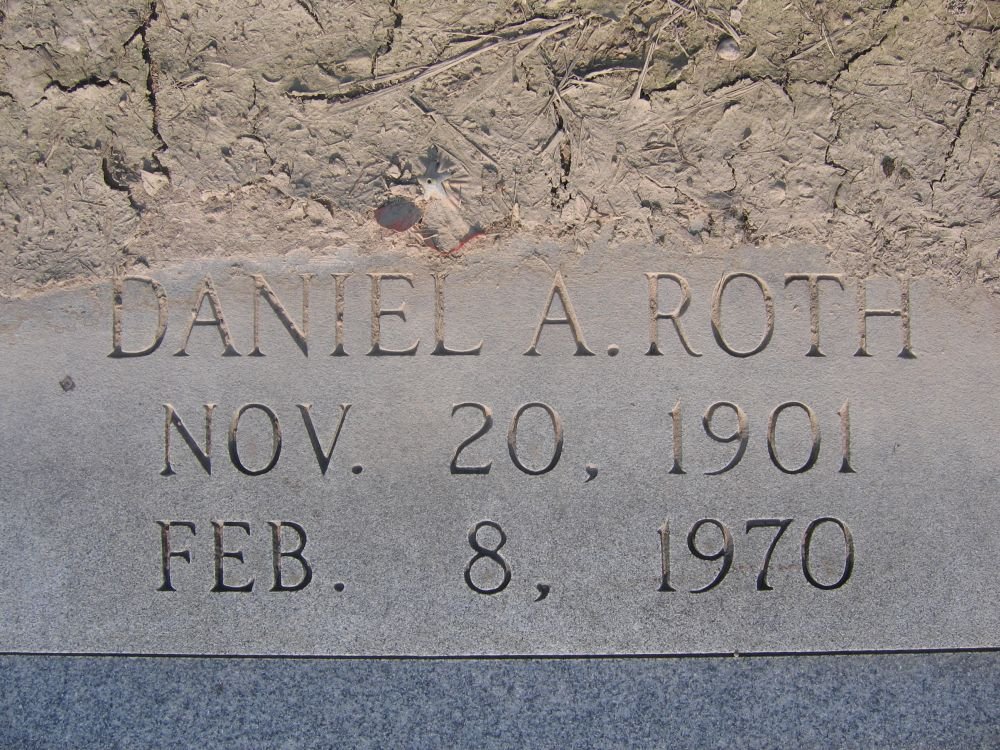 DANIEL A. ROTH
NOV. 20, 1901
FEB. 8, 1970